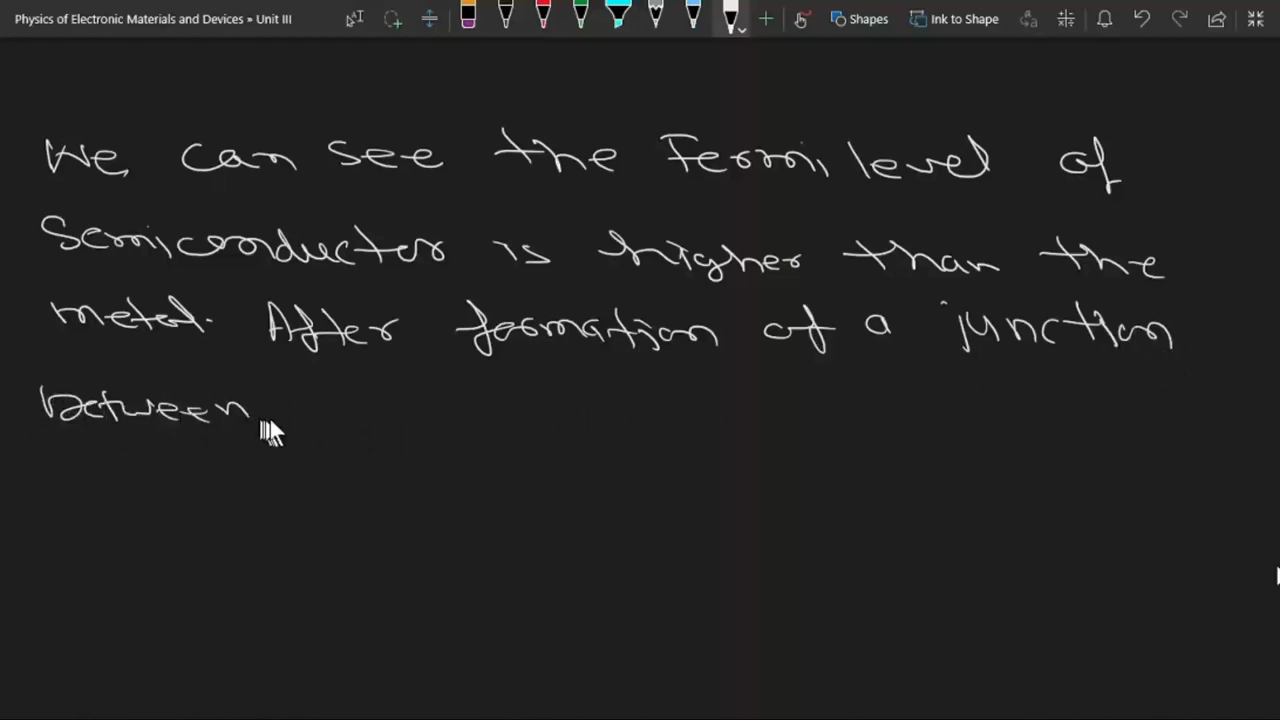 Physics of Electronic Materials and Devices » Unit III
Shapes
Ink to Shape
We can see the Fermi level of
Semiconductor is higher than the
metal. After formation of a junction
between